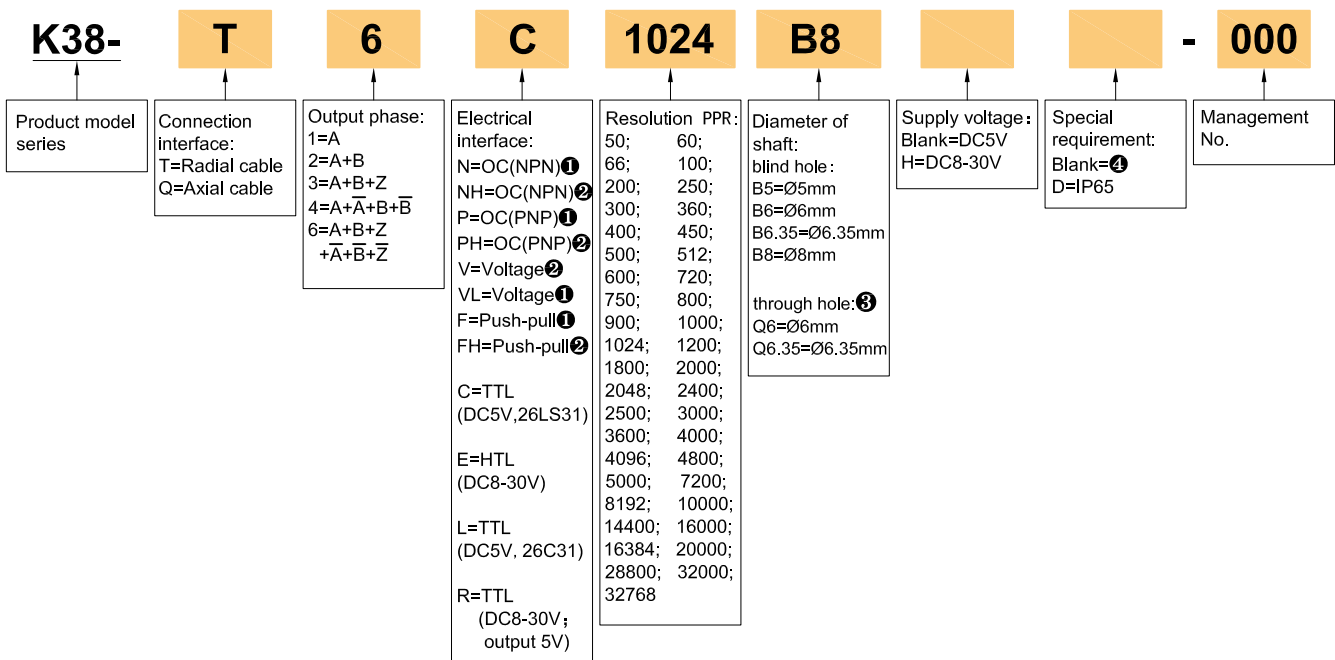 K38- T 6 C 1024 B8 - 000
Product model
series
Connection
interface:
T=Radial cable
Q=Axial cable
Output phase:
1=A
2=A+B
3=A+B+Z
4=A+A̅+B+B̅
6=A+B+Z
+A̅+B̅+Z̅
Electrical
interface:
N=OC(NPN)❶
NH=OC(NPN)❷
P=OC(PNP)❶
PH=OC(PNP)❷
V=Voltage❷
VL=Voltage❶
F=Push-pull❶
FH=Push-pull❷
C=TTL
(DC5V,26LS31)
E=HTL
(DC8-30V)
L=TTL
(DC5V, 26C31)
R=TTL
(DC8-30V;
output 5V)
Resolution PPR:
50; 60;
66; 100;
200; 250;
300; 360;
400; 450;
500; 512;
600; 720;
750; 800;
900; 1000;
1024; 1200;
1800; 2000;
2048; 2400;
2500; 3000;
3600; 4000;
4096; 4800;
5000; 7200;
8192; 10000;
14400; 16000;
16384; 20000;
28800; 32000;
32768
Diameter of
shaft:
blind hole:
B5=Ø5mm
B6=Ø6mm
B6.35=Ø6.35mm
B8=Ø8mm
through hole:❸
Q6=Ø6mm
Q6.35=Ø6.35mm
Supply voltage:
Blank=DC5V
H=DC8-30V
Special
requirement:
Blank=❹
D=IP65
Management
No.